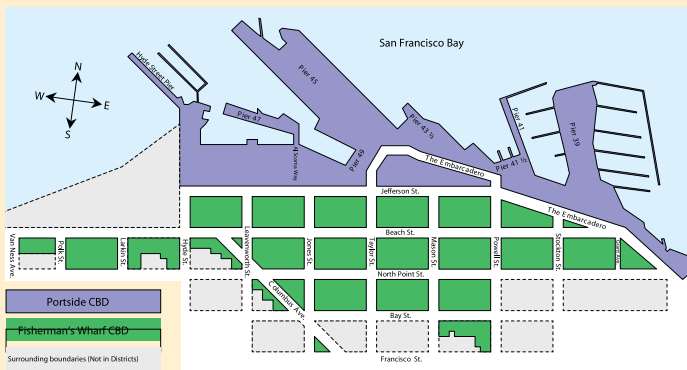 San Francisco Bay
N
W
E
S
Hyde Street Pier
Pier 45
Pier 47
Pier 49
Pier 43 ½
Pier 41
Pier 41 ½
Pier 39
Al Scoma Way
The Embarcadero
The Embarcadero
Jefferson St.
Beach St.
North Point St.
Bay St.
Francisco St.
Van Ness Ave.
Polk St.
Larkin St.
Hyde St.
Leavenworth St.
Columbus Ave.
Jones St.
Taylor St.
Mason St.
Powell St.
Stockton St.
Portside CBD
Fisherman's Wharf CBD
Surrounding boundaries (Not in Districts)